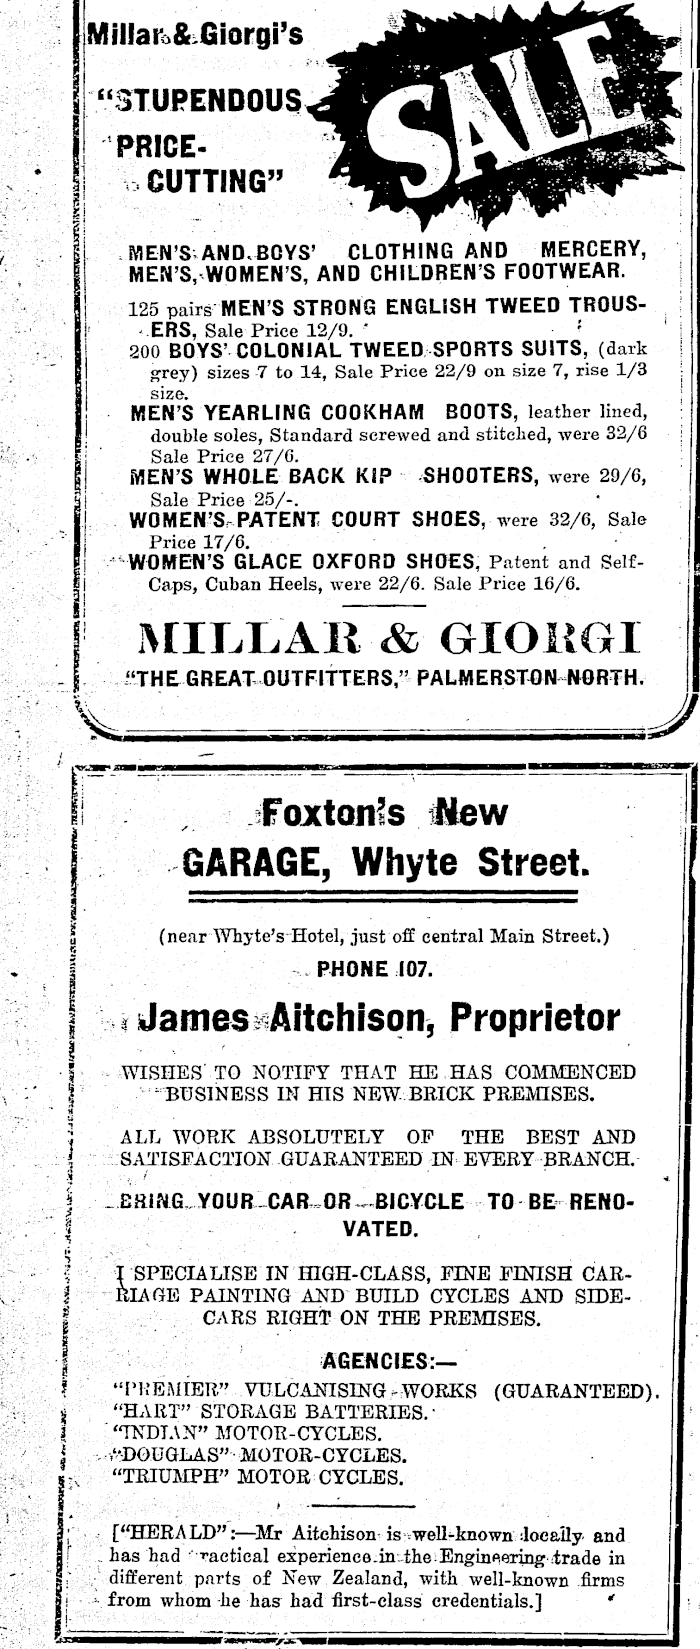 Millar & Giorgi's
SALE
"STUPENDOUS
PRICE-
CUTTING"
MEN'S AND BOYS' CLOTHING AND MERCERY,
MEN'S, WOMEN'S, AND CHILDREN'S FOOTWEAR.
125 pairs MEN'S STRONG ENGLISH TWEED TROUS-
ERS, Sale Price 12/9.
200 BOYS' COLONIAL TWEED SPORTS SUITS, (dark
grey) sizes 7 to 14, Sale Price 22/9 on size 7, rise 1/3
size.
MEN'S YEARLING COOKHAM BOOTS, leather lined,
double soles, Standard screwed and stitched, were 32/6
Sale Price 27/6.
MEN'S WHOLE BACK KIP SHOOTERS, were 29/6,
Sale Price 25/-.
WOMEN'S PATENT COURT SHOES, were 32/6, Sale
Price 17/6.
WOMEN'S GLACE OXFORD SHOES, Patent and Self-
Caps, Cuban Heels, were 22/6. Sale Price 16/6.
MILLAR & GIORGI
"THE GREAT OUTFITTERS," PALMERSTON NORTH.
Foxton's New
GARAGE, Whyte Street.
(near Whyte's Hotel, just off central Main Street.)
PHONE 107.
James Aitchison, Proprietor
WISHES TO NOTIFY THAT HE HAS COMMENCED
BUSINESS IN HIS NEW BRICK PREMISES.
ALL WORK ABSOLUTELY OF THE BEST AND
SATISFACTION GUARANTEED IN EVERY BRANCH.
BRING YOUR CAR OR BICYCLE TO BE RENO-
VATED.
I SPECIALISE IN HIGH-CLASS, FINE FINISH CAR-
RIAGE PAINTING AND BUILD CYCLES AND SIDE-
CARS RIGHT ON THE PREMISES.
AGENCIES:—
"PREMIER" VULCANISING WORKS (GUARANTEED).
"HART" STORAGE BATTERIES.
"INDIAN" MOTOR-CYCLES.
"DOUGLAS" MOTOR-CYCLES.
"TRIUMPH" MOTOR CYCLES.
["HERALD":—Mr Aitchison is well-known locally and
has had ractical experience in the Engineering trade in
different parts of New Zealand, with well-known firms
from whom he has had first-class credentials.]